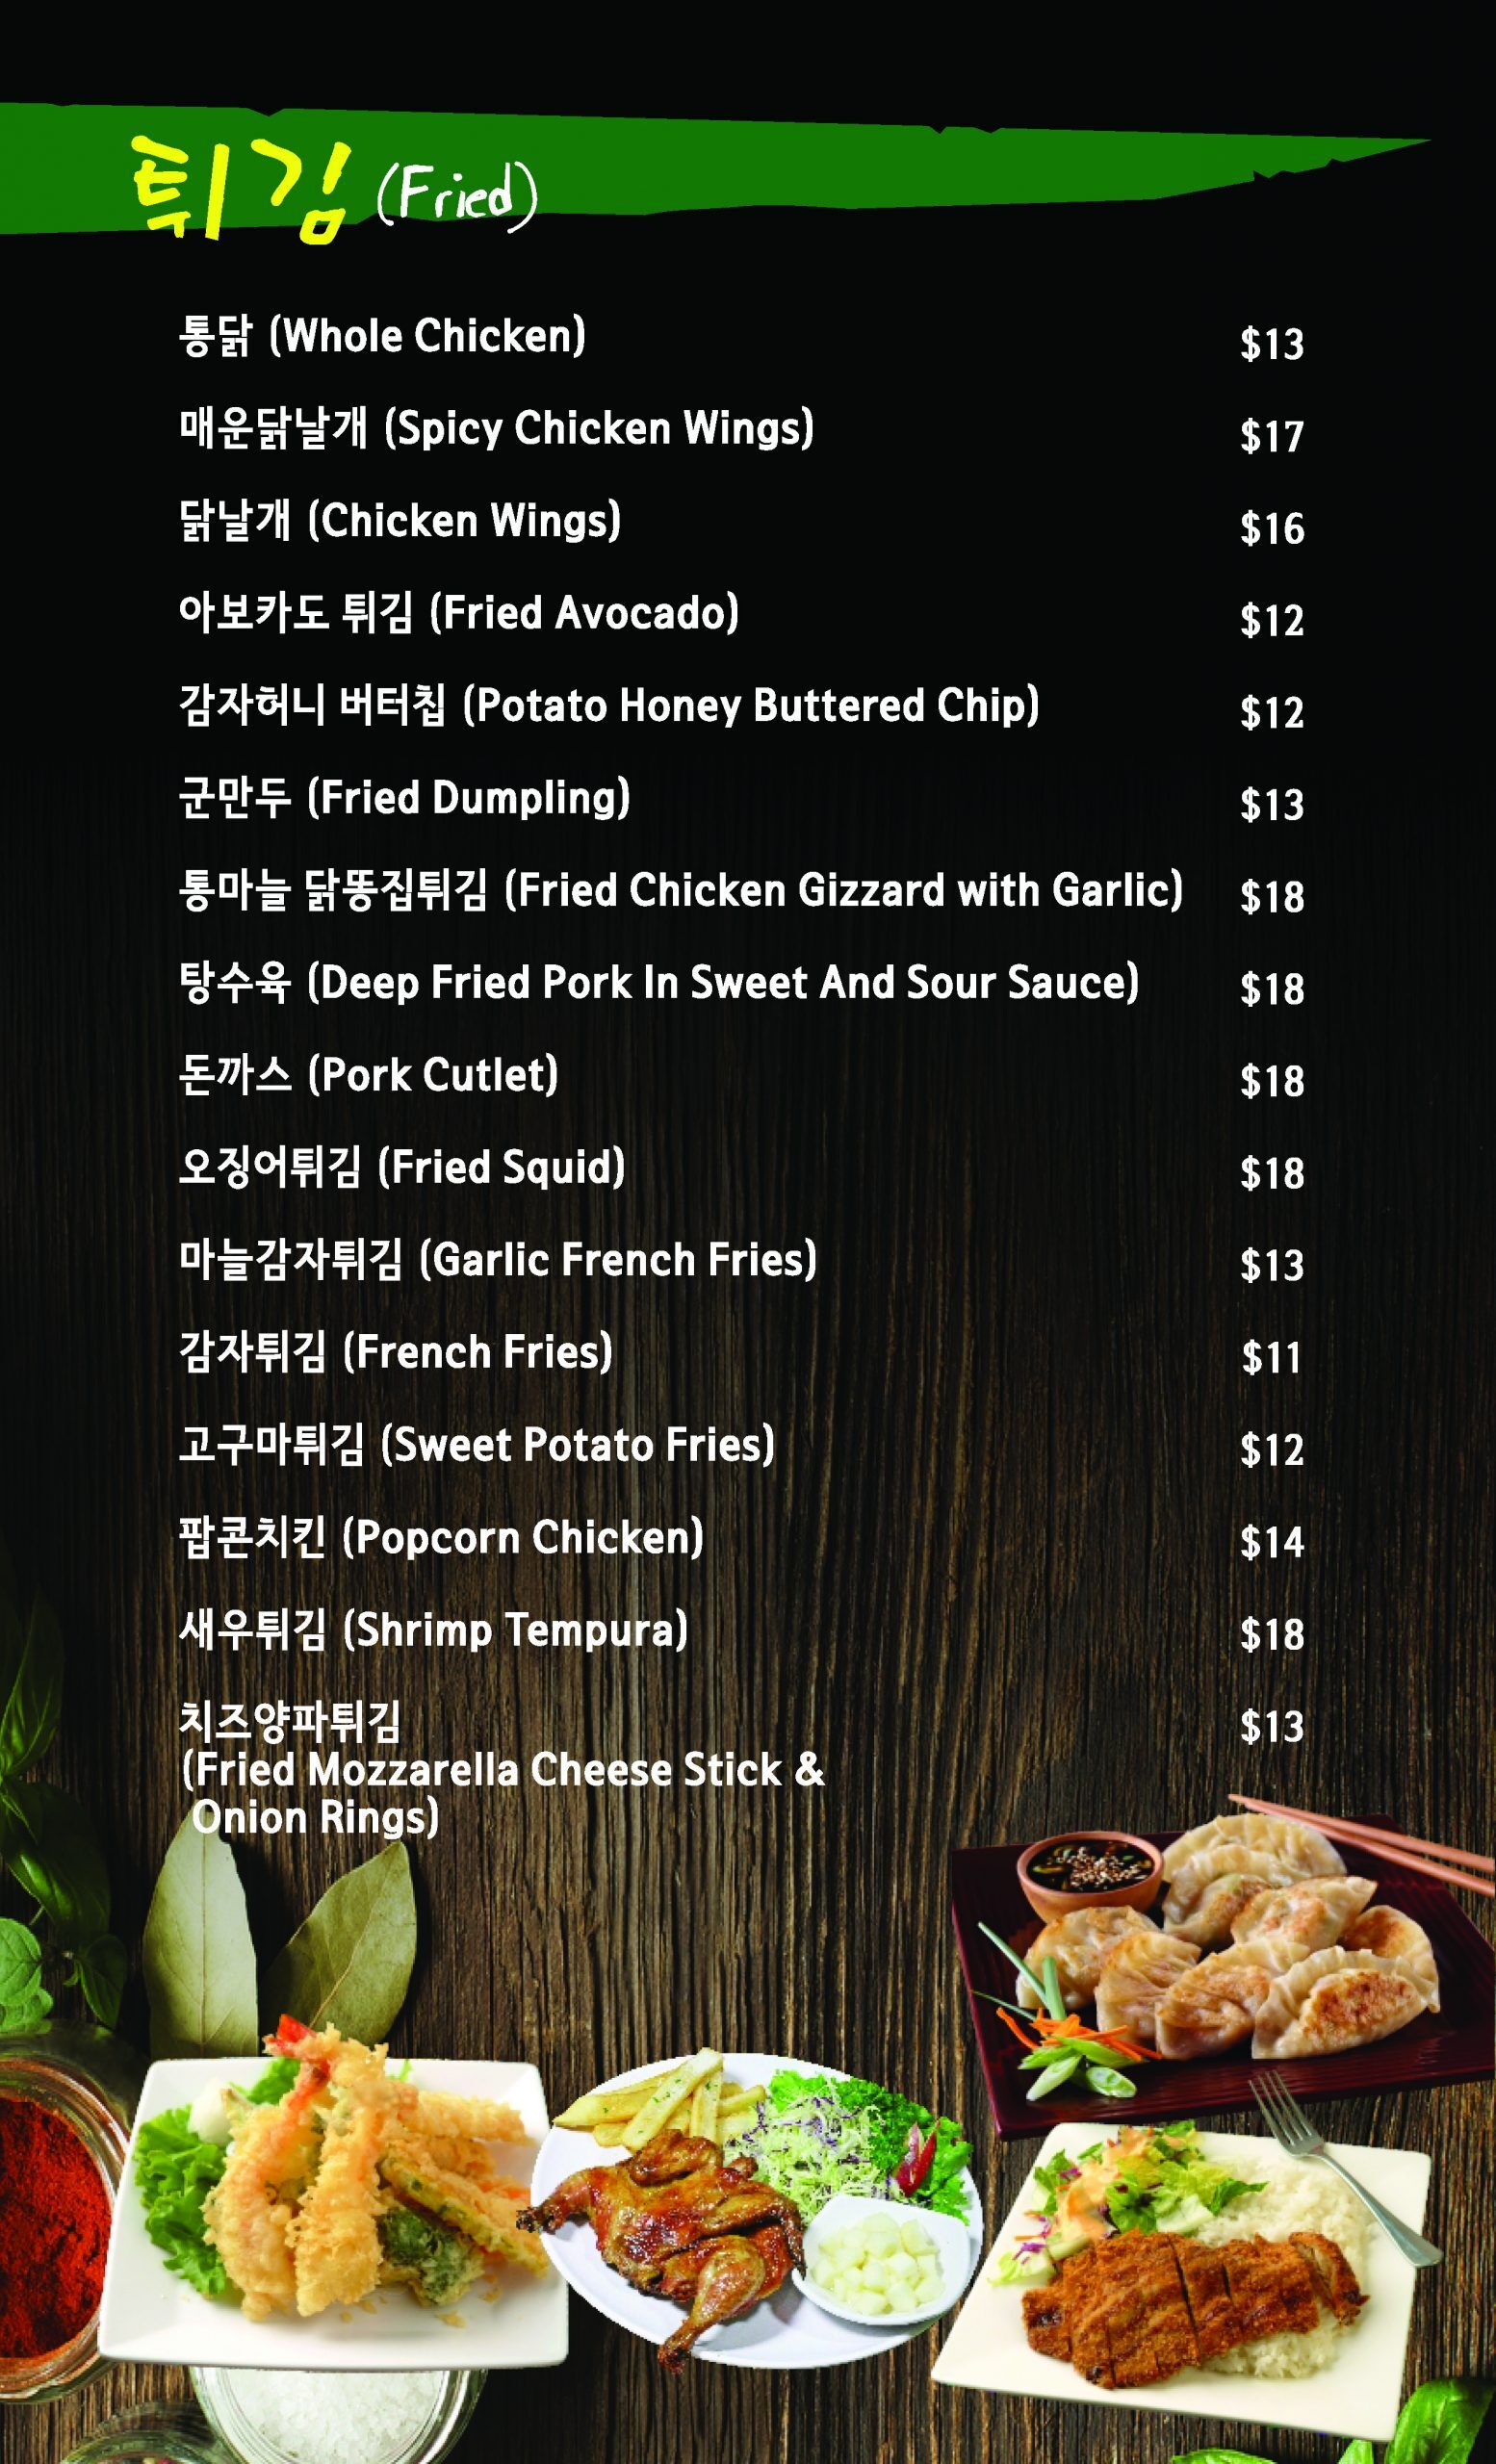 튀김 (Fried)
통닭 (Whole Chicken) $13
매운닭날개 (Spicy Chicken Wings) $17
닭날개 (Chicken Wings) $16
아보카도 튀김 (Fried Avocado) $12
감자허니 버터칩 (Potato Honey Buttered Chip) $12
군만두 (Fried Dumpling) $13
통마늘 닭똥집튀김 (Fried Chicken Gizzard with Garlic) $18
탕수육 (Deep Fried Pork In Sweet And Sour Sauce) $18
돈까스 (Pork Cutlet) $18
오징어튀김 (Fried Squid) $18
마늘감자튀김 (Garlic French Fries) $13
감자튀김 (French Fries) $11
고구마튀김 (Sweet Potato Fries) $12
팝콘치킨 (Popcorn Chicken) $14
새우튀김 (Shrimp Tempura) $18
치즈양파튀김 $13
(Fried Mozzarella Cheese Stick &
Onion Rings)